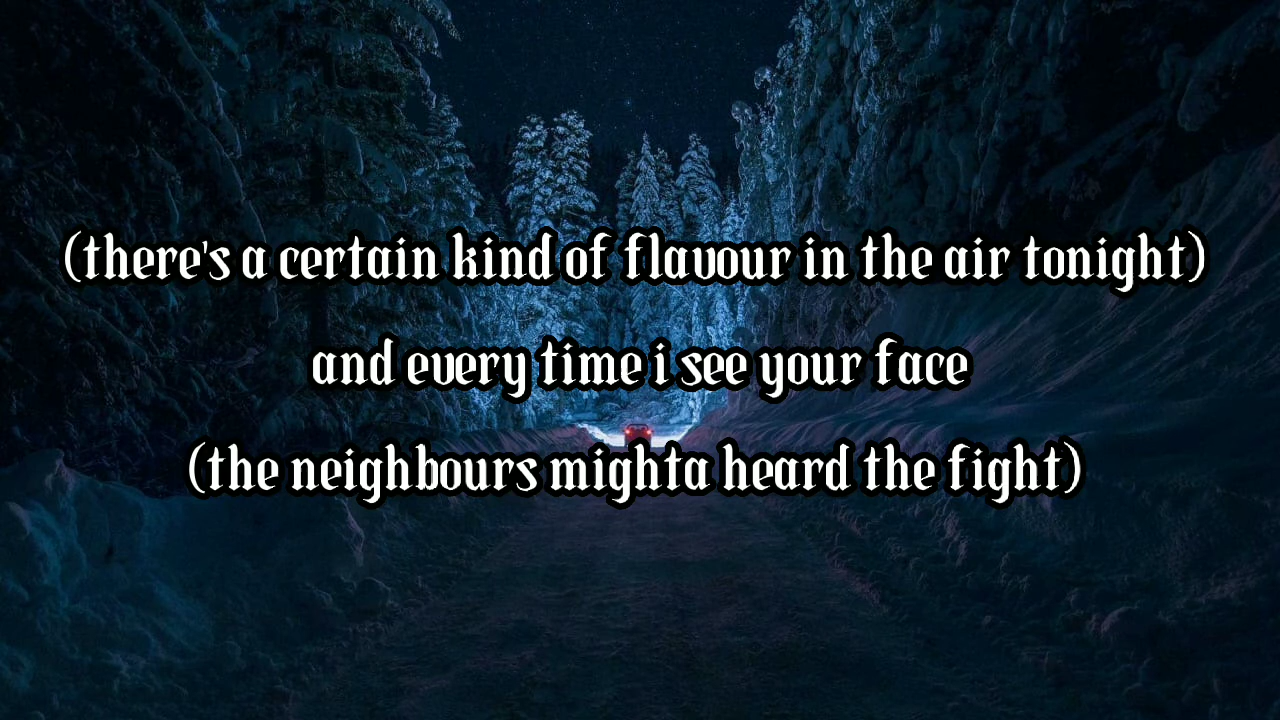 (there's a certain kind of flavour in the air tonight)
and every time i see your face
(the neighbours mighta heard the fight)